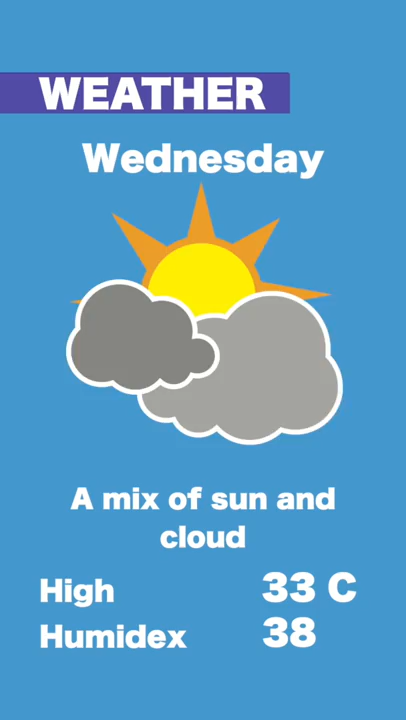 WEATHER
Wednesday
A mix of sun and
cloud
High 33 C
Humidex 38